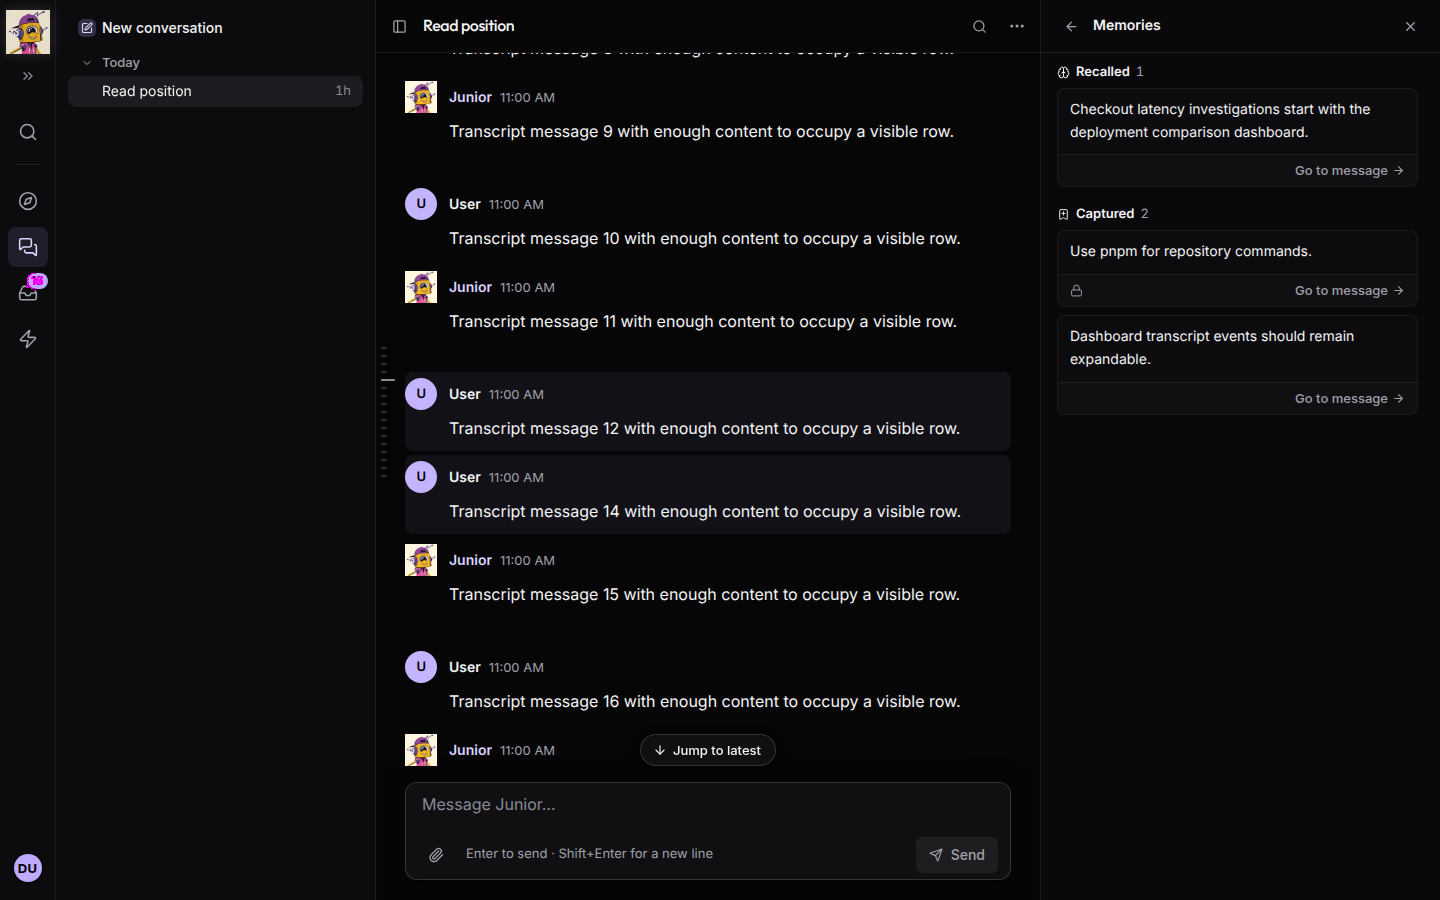 New conversation
Today
Read position 1h
DU
Read position
Junior 11:00 AM
Transcript message 9 with enough content to occupy a visible row.
U User 11:00 AM
Transcript message 10 with enough content to occupy a visible row.
Junior 11:00 AM
Transcript message 11 with enough content to occupy a visible row.
U User 11:00 AM
Transcript message 12 with enough content to occupy a visible row.
U User 11:00 AM
Transcript message 14 with enough content to occupy a visible row.
Junior 11:00 AM
Transcript message 15 with enough content to occupy a visible row.
U User 11:00 AM
Transcript message 16 with enough content to occupy a visible row.
Junior 11:00 AM
Jump to latest
Message Junior...
Enter to send · Shift+Enter for a new line
Send
Memories
Recalled 1
Checkout latency investigations start with the
deployment comparison dashboard.
Go to message
Captured 2
Use pnpm for repository commands.
Go to message
Dashboard transcript events should remain
expandable.
Go to message